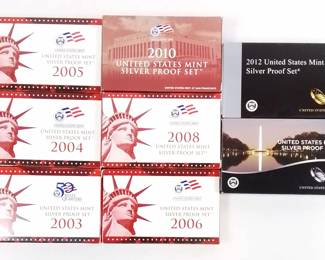 UNITED STATES MINT
SILVER PROOF SET
2005
2010
UNITED STATES MINT
SILVER PROOF SET
2012 United States Mint
Silver Proof Set
UNITED STATES MINT
SILVER PROOF SET
2004
UNITED STATES MINT
SILVER PROOF SET
2008
UNITED STATES M
SILVER PROOF
50
UNITED STATES MINT
SILVER PROOF SET
2003
UNITED STATES MINT
SILVER PROOF SET
2006